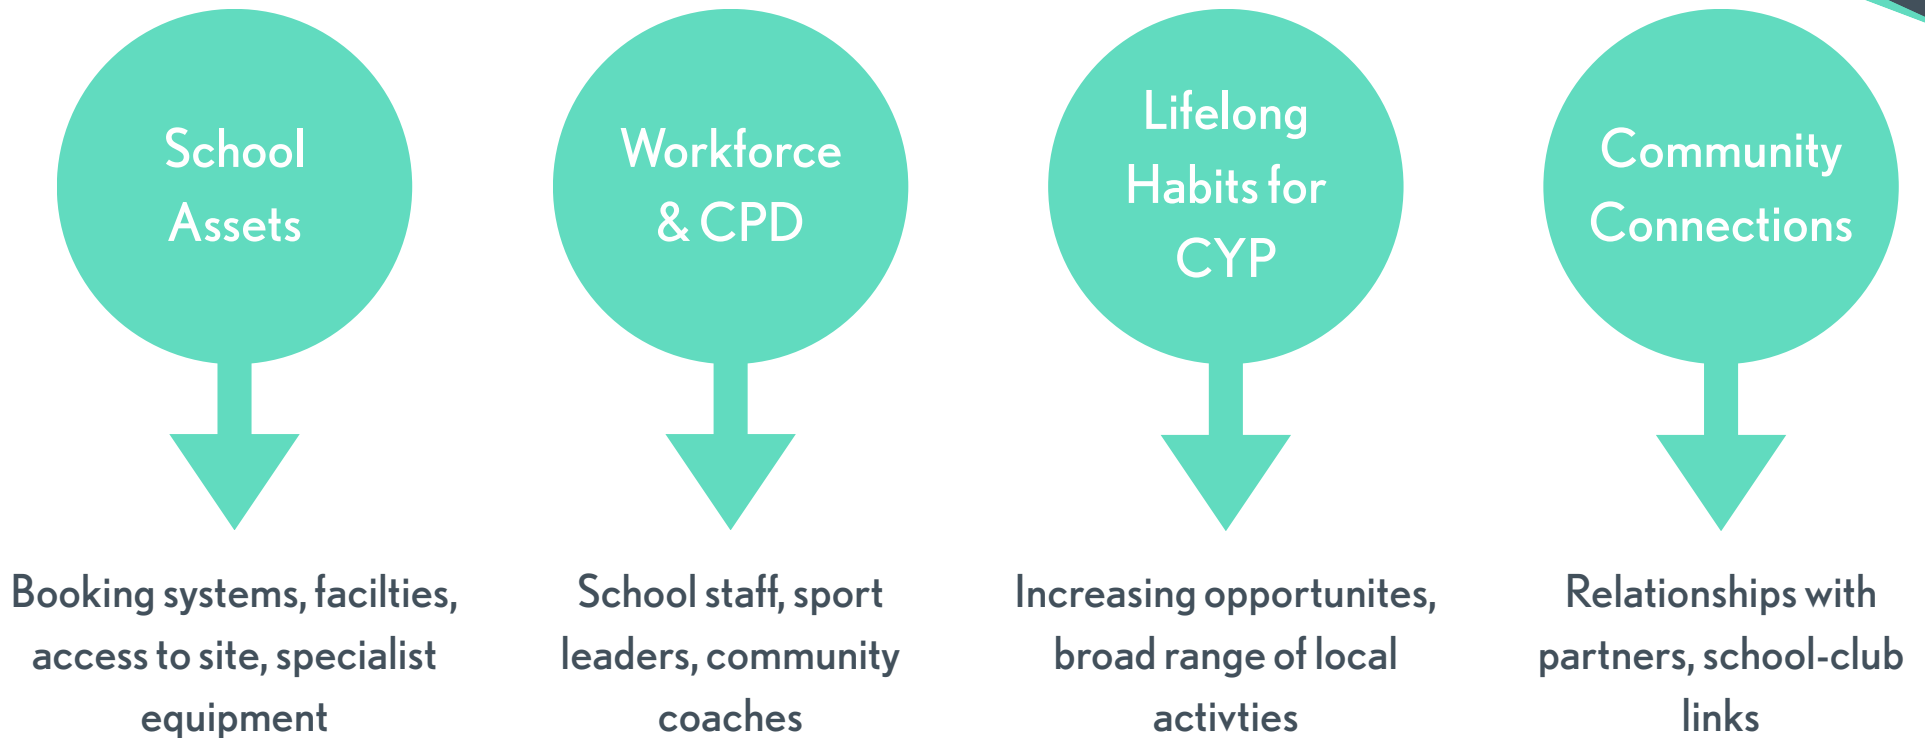 School
Assets
Workforce
& CPD
Lifelong
Habits for
CYP
Community
Connections
Booking systems, facilties,
access to site, specialist
equipment
School staff, sport
leaders, community
coaches
Increasing opportunites,
broad range of local
activties
Relationships with
partners, school-club
links